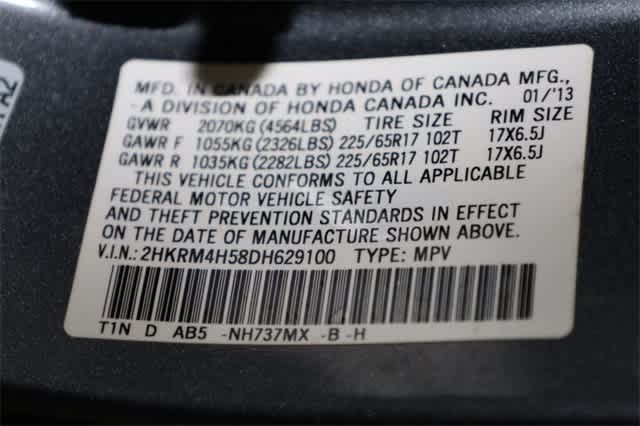 MFD. IN CANADA BY HONDA OF CANADA MFG.,
- A DIVISION OF HONDA CANADA INC. 01/'13
GVWR 2070KG (4564LBS) TIRE SIZE RIM SIZE
GAWR F 1055KG (2326LBS) 225/65R17 102T 17X6.5J
GAWR R 1035KG (2282LBS) 225/65R17 102T 17X6.5J
THIS VEHICLE CONFORMS TO ALL APPLICABLE
FEDERAL MOTOR VEHICLE SAFETY
AND THEFT PREVENTION STANDARDS IN EFFECT
ON THE DATE OF MANUFACTURE SHOWN ABOVE.
V.I.N.: 2HKRM4H58DH629100 TYPE: MPV
T1N D AB5 -NH737MX -B -H